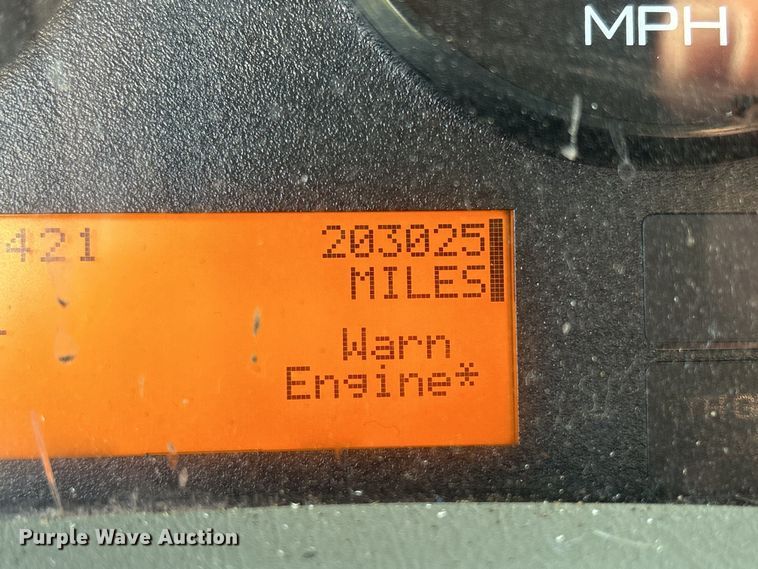 MPH
421 203025
MILES
Warn
Engine*
Purple Wave Auction